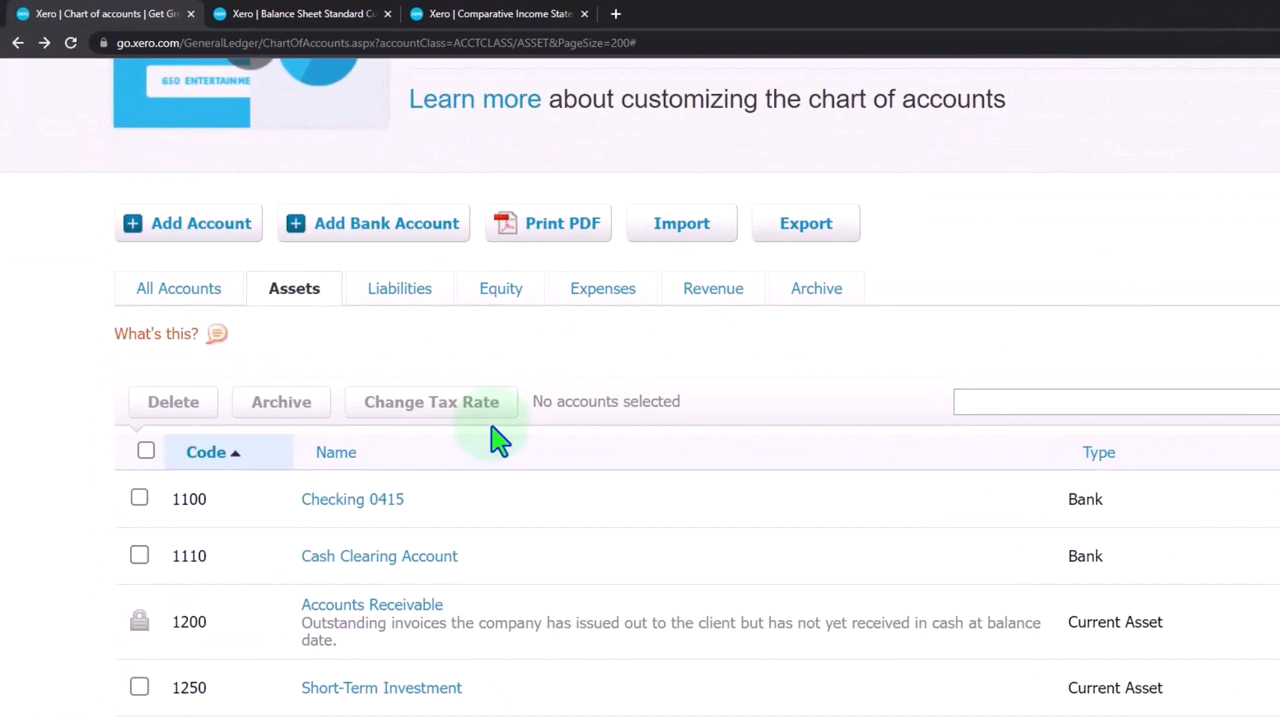 Xero | Chart of accounts | Get Gr
Xero | Balance Sheet Standard Cu
Xero | Comparative Income State
go.xero.com/GeneralLedger/ChartOfAccounts.aspx?accountClass=ACCTCLASS/ASSET&PageSize=200#
650 ENTERTAINME
Learn more about customizing the chart of accounts
Add Account
Add Bank Account
Print PDF
Import
Export
All Accounts
Assets
Liabilities
Equity
Expenses
Revenue
Archive
What's this?
Delete
Archive
Change Tax Rate
No accounts selected
Code
Name
Type
1100
Checking 0415
Bank
1110
Cash Clearing Account
Bank
1200
Accounts Receivable
Outstanding invoices the company has issued out to the client but has not yet received in cash at balance
date.
Current Asset
1250
Short-Term Investment
Current Asset